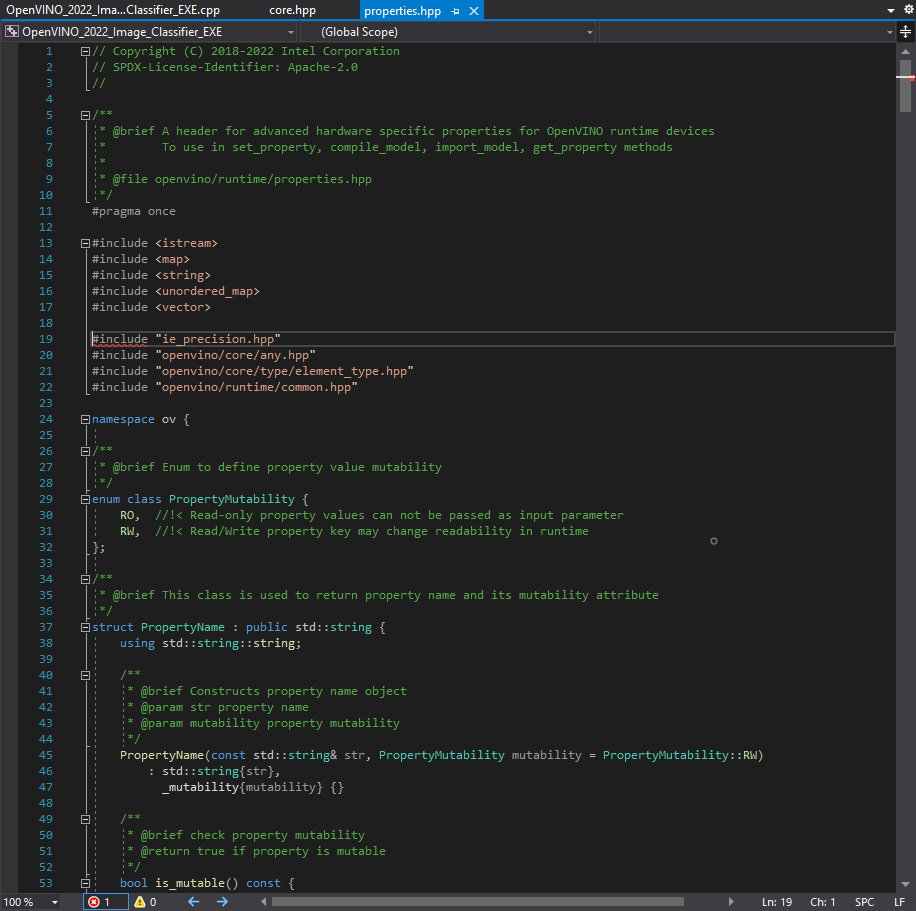 OpenVINO_2022_Ima...Classifier_EXE.cpp core.hpp properties.hpp
OpenVINO_2022_Image_Classifier_EXE (Global Scope)
1 // Copyright (C) 2018-2022 Intel Corporation
2 // SPDX-License-Identifier: Apache-2.0
3 //
4
5 /**
6 * @brief A header for advanced hardware specific properties for OpenVINO runtime devices
7 * To use in set_property, compile_model, import_model, get_property methods
8 *
9 * @file openvino/runtime/properties.hpp
10 */
11 #pragma once
12
13 #include <istream>
14 #include <map>
15 #include <string>
16 #include <unordered_map>
17 #include <vector>
18
19 #include "ie_precision.hpp"
20 #include "openvino/core/any.hpp"
21 #include "openvino/core/type/element_type.hpp"
22 #include "openvino/runtime/common.hpp"
23
24 namespace ov {
25
26 /**
27 * @brief Enum to define property value mutability
28 */
29 enum class PropertyMutability {
30 RO, //!< Read-only property values can not be passed as input parameter
31 RW, //!< Read/Write property key may change readability in runtime
32 };
33
34 /**
35 * @brief This class is used to return property name and its mutability attribute
36 */
37 struct PropertyName : public std::string {
38 using std::string::string;
39
40 /**
41 * @brief Constructs property name object
42 * @param str property name
43 * @param mutability property mutability
44 */
45 PropertyName(const std::string& str, PropertyMutability mutability = PropertyMutability::RW)
46 : std::string{str},
47 _mutability{mutability} {}
48
49 /**
50 * @brief check property mutability
51 * @return true if property is mutable
52 */
53 bool is_mutable() const {
100 % 1 0 Ln: 19 Ch: 1 SPC LF